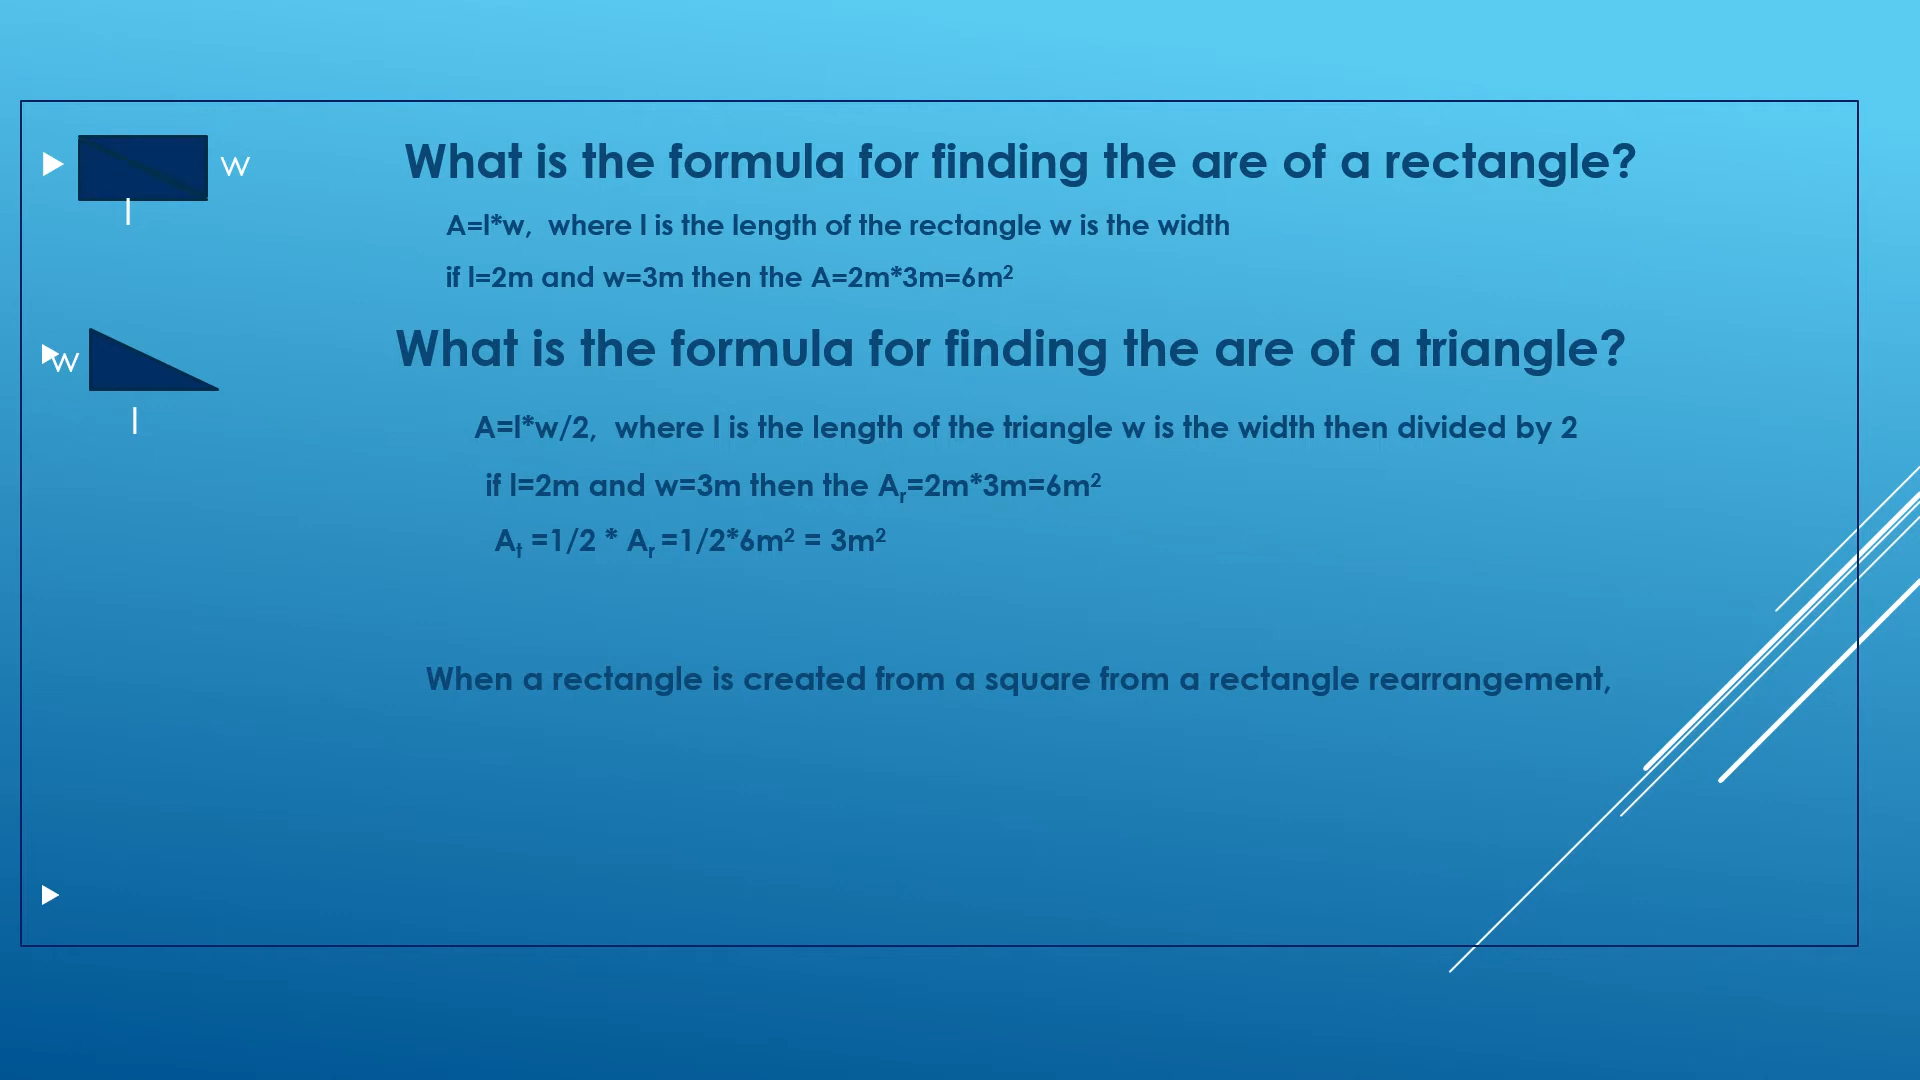 What is the formula for finding the are of a rectangle?
w
l
A=l*w,  where l is the length of the rectangle w is the width
if l=2m and w=3m then the A=2m*3m=6m²
What is the formula for finding the are of a triangle?
w
l
A=l*w/2,  where l is the length of the triangle w is the width then divided by 2
if l=2m and w=3m then the Aᵣ=2m*3m=6m²
Aₜ =1/2 * Aᵣ =1/2*6m² = 3m²
When a rectangle is created from a square from a rectangle rearrangement,